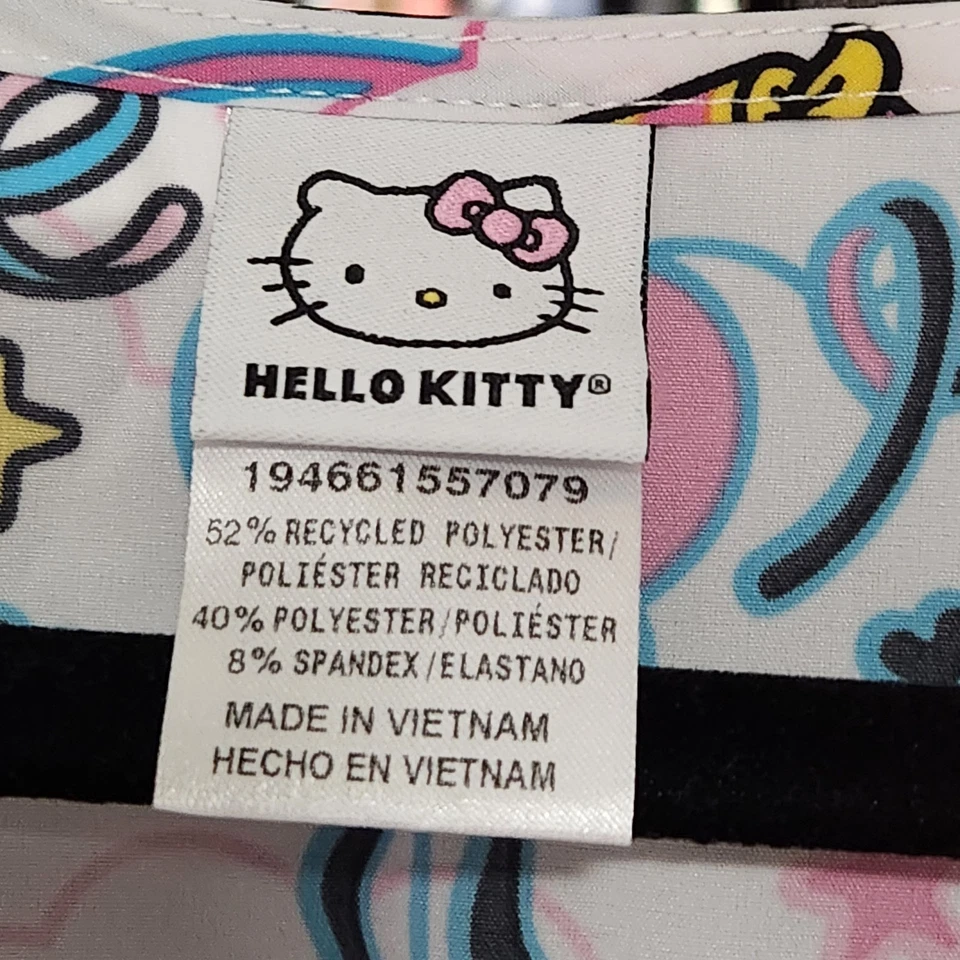 HELLO KITTY®
194661557079
52% RECYCLED POLYESTER/
POLIÉSTER RECICLADO
40% POLYESTER/POLIÉSTER
8% SPANDEX/ELASTANO
MADE IN VIETNAM
HECHO EN VIETNAM